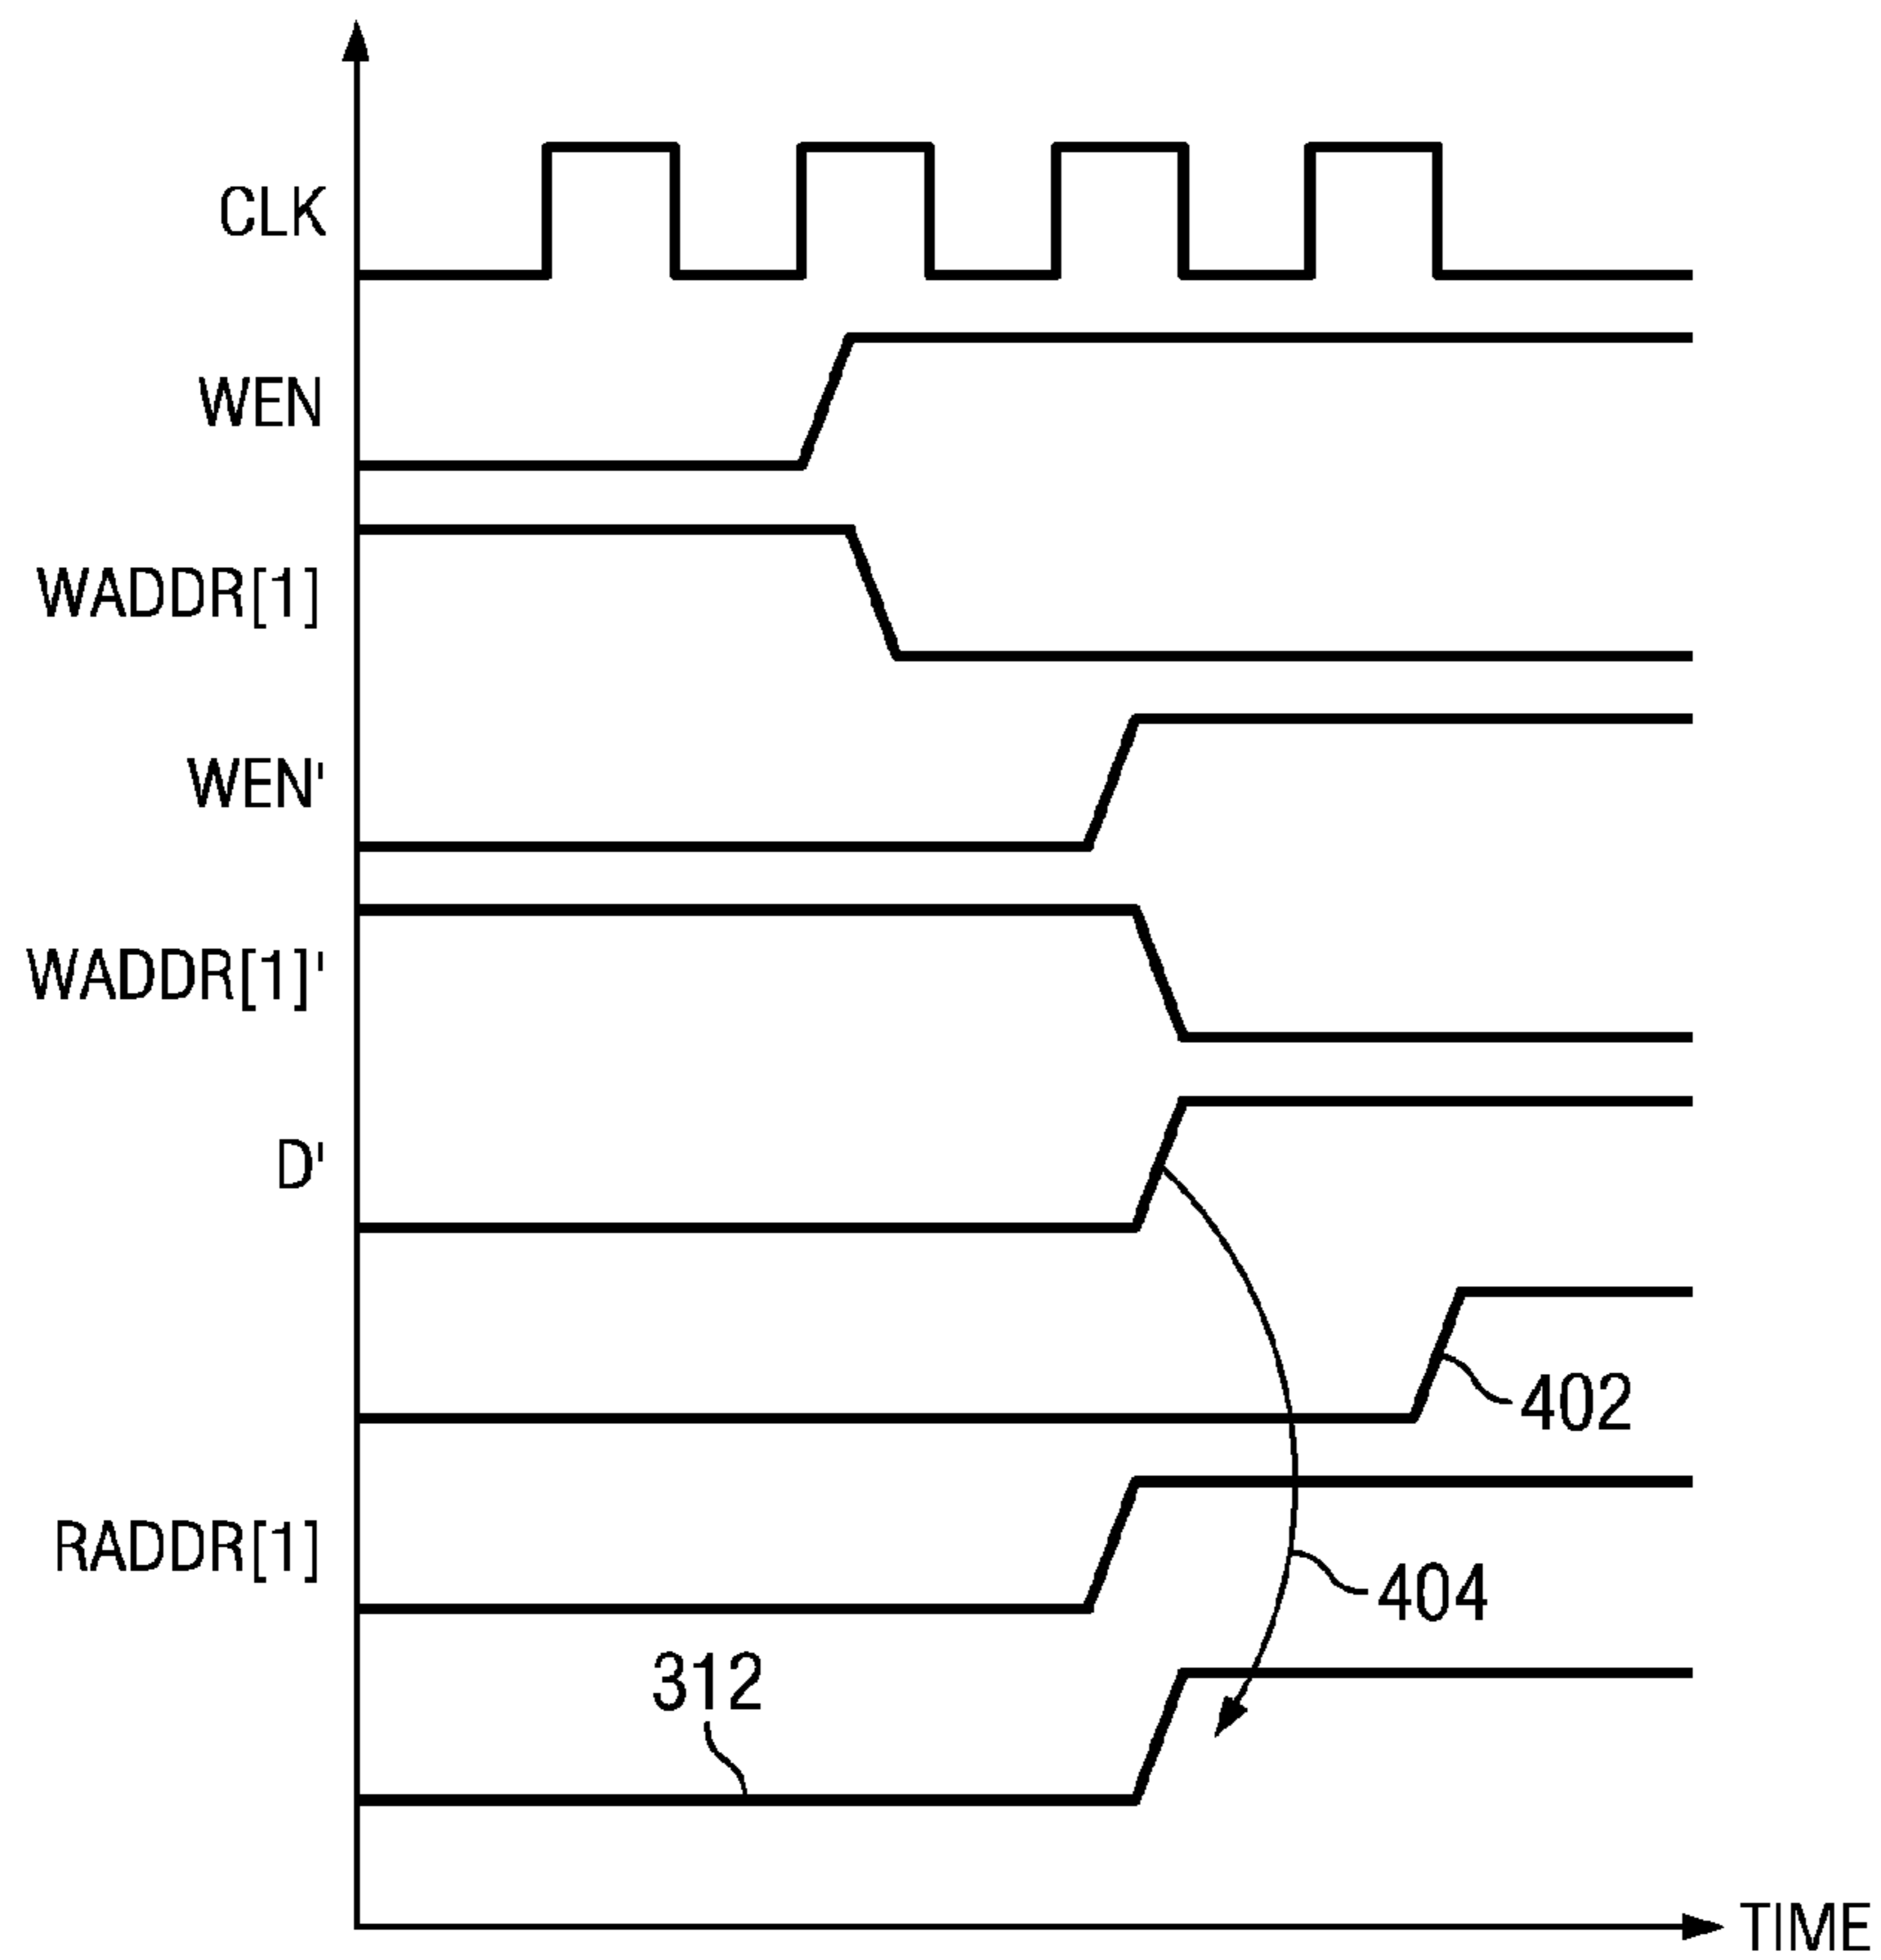 CLK
WEN
WADDR[1]
WEN'
WADDR[1]'
D'
402
RADDR[1]
404
312
TIME